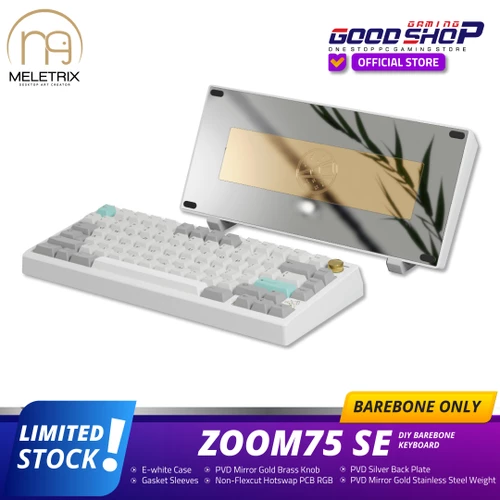 MELETRIX
DESKTOP ART CREATOR
GAMING
GOODSHOP
ONE STOP PC GAMING STORE
OFFICIAL STORE
BAREBONE ONLY
LIMITED
STOCK!
ZOOM75 SE
DIY BAREBONE
KEYBOARD
• E-white Case
• Gasket Sleeves
• PVD Mirror Gold Brass Knob
• Non-Flexcut Hotswap PCB RGB
• PVD Silver Back Plate
• PVD Mirror Gold Stainless Steel Weight